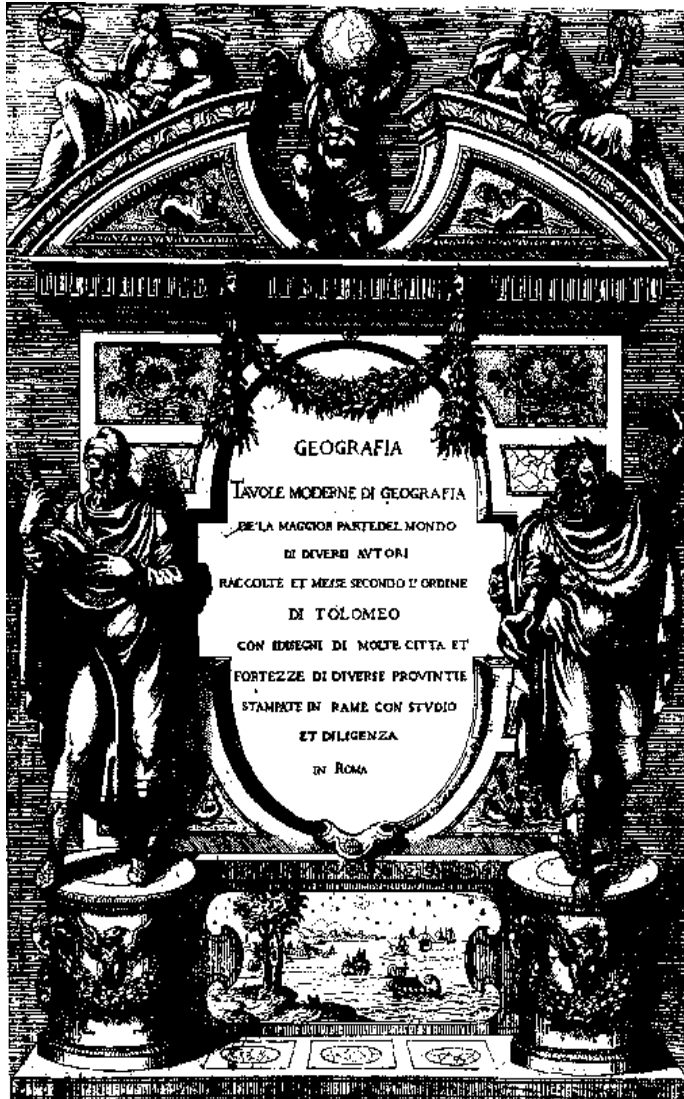 GEOGRAFIA
TAVOLE MODERNE DI GEOGRAFIA
DE LA MAGGIOR PARTE DEL MONDO
DI DIVERSI AVTORI
RACCOLTE ET MESSE SECONDO L'ORDINE
DI TOLOMEO
CON IDISEGNI DI MOLTE CITTA ET
FORTEZZE DI DIVERSE PROVINTIE
STAMPATE IN RAME CON STVDIO
ET DILIGENZA
IN ROMA